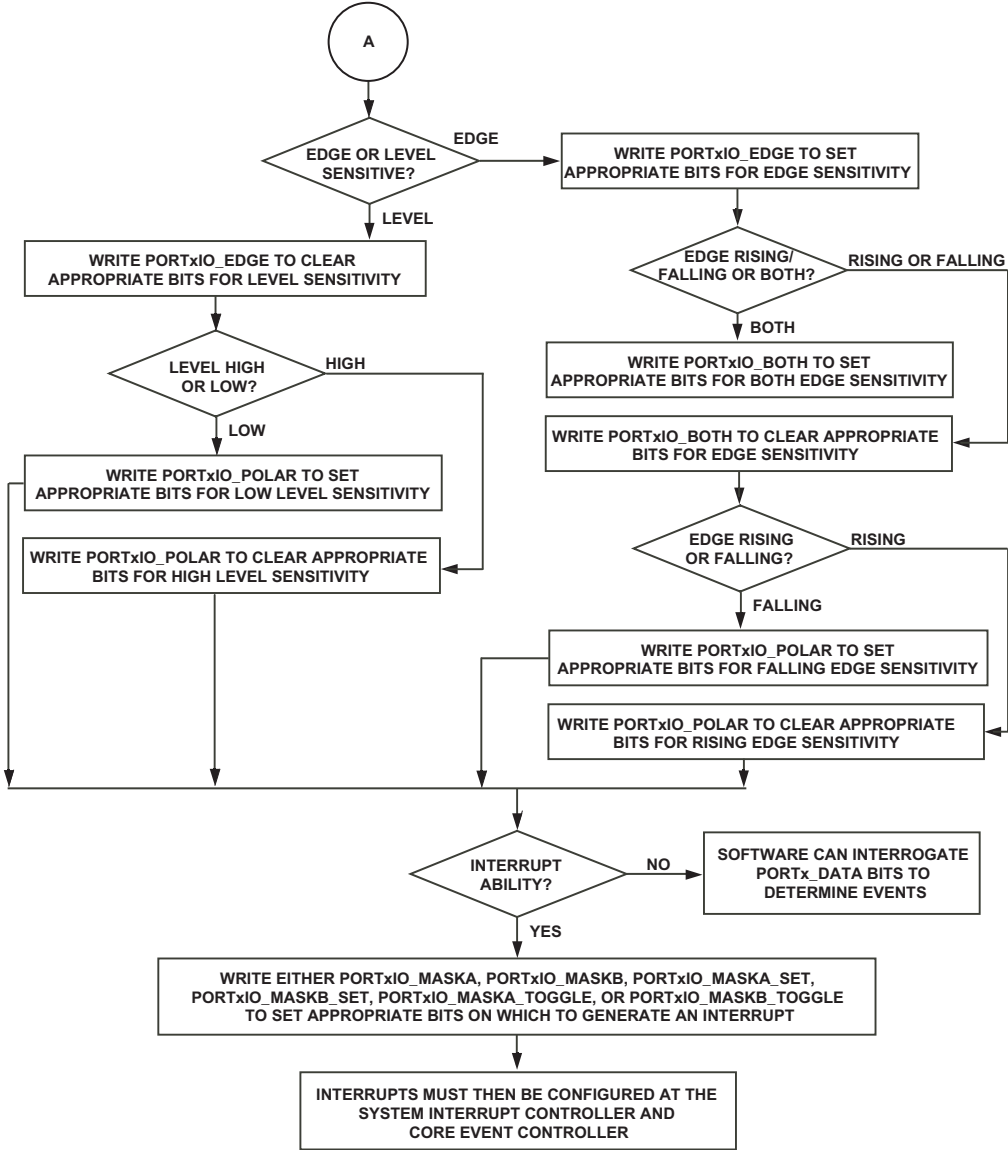 A
EDGE OR LEVEL
SENSITIVE?
EDGE
LEVEL
WRITE PORTxIO_EDGE TO SET
APPROPRIATE BITS FOR EDGE SENSITIVITY
WRITE PORTxIO_EDGE TO CLEAR
APPROPRIATE BITS FOR LEVEL SENSITIVITY
EDGE RISING/
FALLING OR BOTH?
RISING OR FALLING
BOTH
LEVEL HIGH
OR LOW?
HIGH
LOW
WRITE PORTxIO_BOTH TO SET
APPROPRIATE BITS FOR BOTH EDGE SENSITIVITY
WRITE PORTxIO_BOTH TO CLEAR APPROPRIATE
BITS FOR EDGE SENSITIVITY
WRITE PORTxIO_POLAR TO SET
APPROPRIATE BITS FOR LOW LEVEL SENSITIVITY
WRITE PORTxIO_POLAR TO CLEAR APPROPRIATE
BITS FOR HIGH LEVEL SENSITIVITY
EDGE RISING
OR FALLING?
RISING
FALLING
WRITE PORTxIO_POLAR TO SET
APPROPRIATE BITS FOR FALLING EDGE SENSITIVITY
WRITE PORTxIO_POLAR TO CLEAR APPROPRIATE
BITS FOR RISING EDGE SENSITIVITY
INTERRUPT
ABILITY?
NO
YES
SOFTWARE CAN INTERROGATE
PORTx_DATA BITS TO
DETERMINE EVENTS
WRITE EITHER PORTxIO_MASKA, PORTxIO_MASKB, PORTxIO_MASKA_SET,
PORTxIO_MASKB_SET, PORTxIO_MASKA_TOGGLE, OR PORTxIO_MASKB_TOGGLE
TO SET APPROPRIATE BITS ON WHICH TO GENERATE AN INTERRUPT
INTERRUPTS MUST THEN BE CONFIGURED AT THE
SYSTEM INTERRUPT CONTROLLER AND
CORE EVENT CONTROLLER